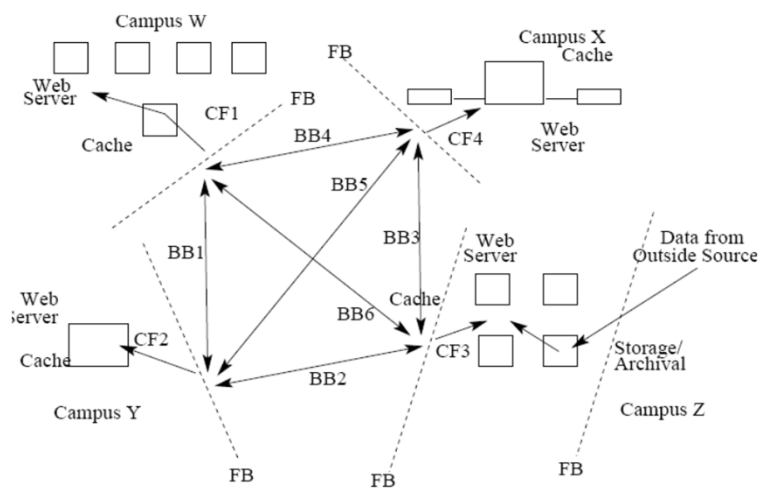 Campus W
FB
Campus X
Cache
Web
Server
CF1
FB
Cache
BB4
CF4
Web
Server
BB5
BB1
BB3
Web
Server
Data from
Outside Source
Web
Server
Cache
CF2
BB6
Cache
CF3
Storage/
Archival
BB2
Campus Y
Campus Z
FB
FB
FB